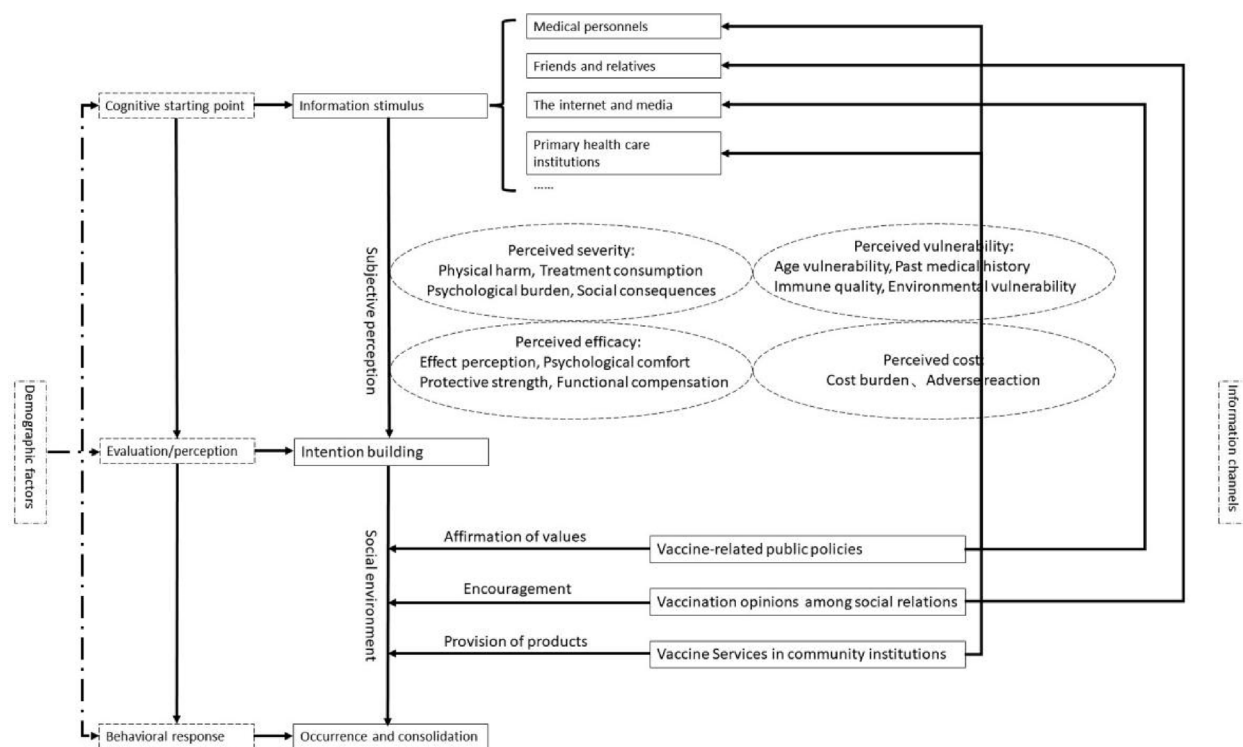 Medical personnels
Friends and relatives
Cognitive starting point
Information stimulus
The internet and media
Primary health care
institutions
......
Subjective perception
Perceived severity:
Physical harm, Treatment consumption
Psychological burden, Social consequences
Perceived vulnerability:
Age vulnerability, Past medical history
Immune quality, Environmental vulnerability
Perceived efficacy:
Effect perception, Psychological comfort
Protective strength, Functional compensation
Perceived cost:
Cost burden、Adverse reaction
Demographic factors
Information channels
Evaluation/perception
Intention building
Social environment
Affirmation of values
Vaccine-related public policies
Encouragement
Vaccination opinions among social relations
Provision of products
Vaccine Services in community institutions
Behavioral response
Occurrence and consolidation